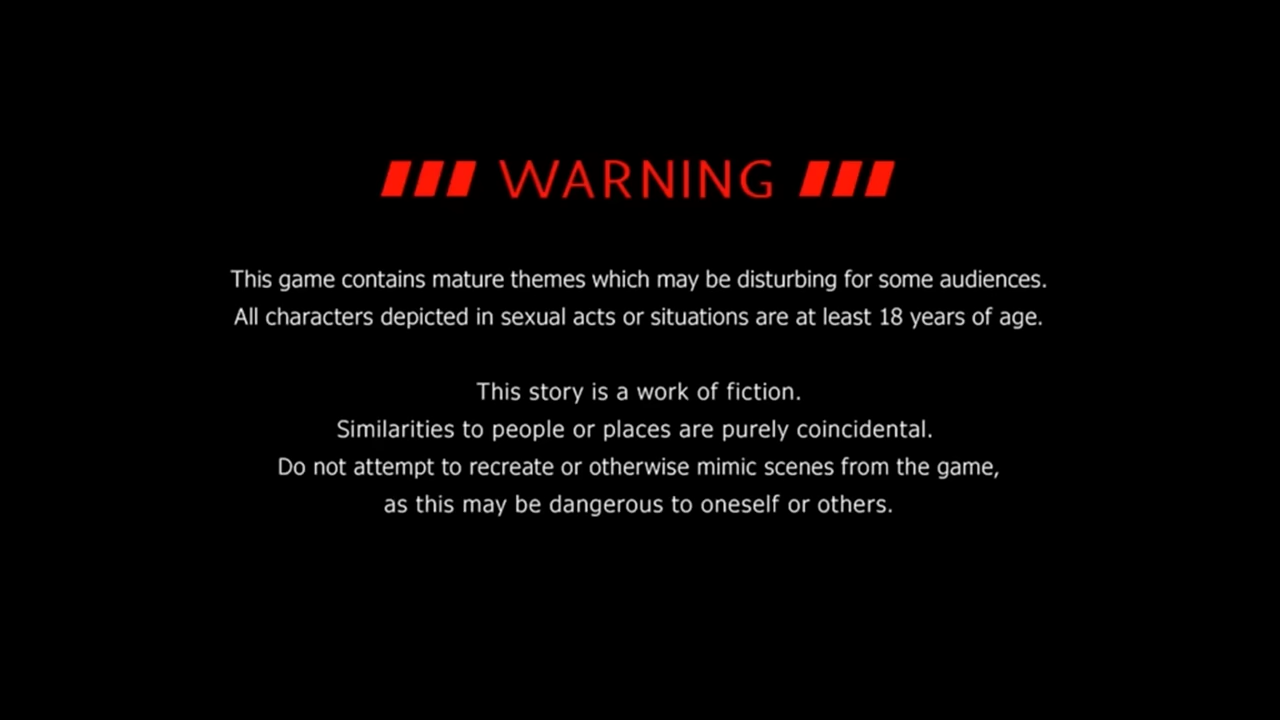 WARNING
This game contains mature themes which may be disturbing for some audiences.
All characters depicted in sexual acts or situations are at least 18 years of age.
This story is a work of fiction.
Similarities to people or places are purely coincidental.
Do not attempt to recreate or otherwise mimic scenes from the game,
as this may be dangerous to oneself or others.